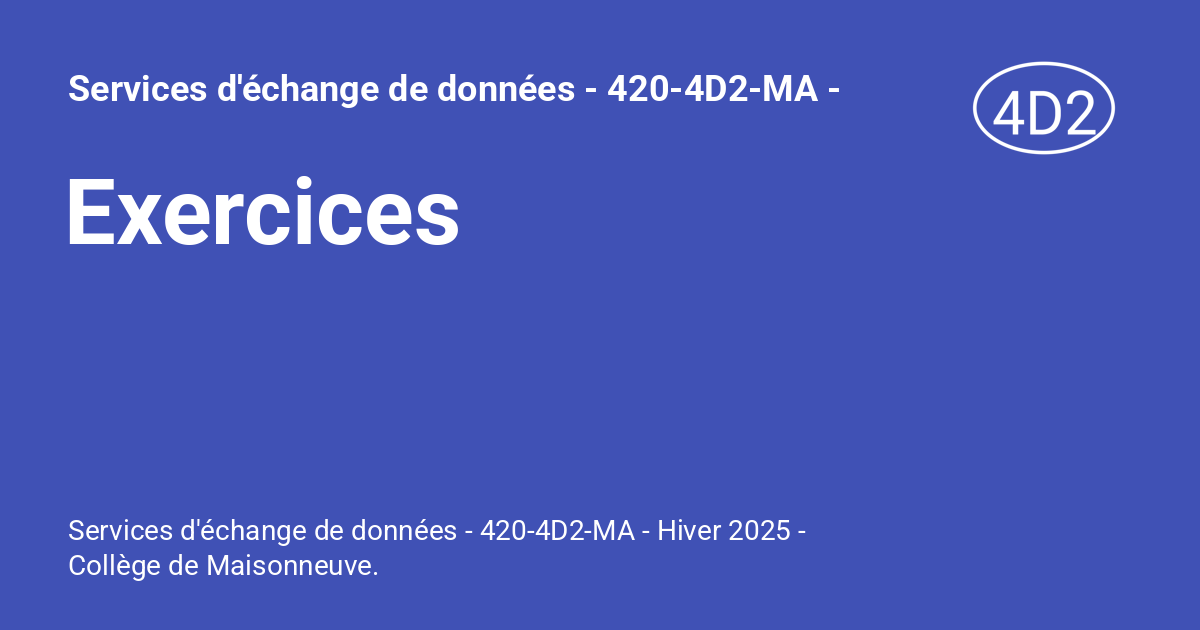 Services d'échange de données - 420-4D2-MA -
4D2
Exercices
Services d'échange de données - 420-4D2-MA - Hiver 2025 -
Collège de Maisonneuve.